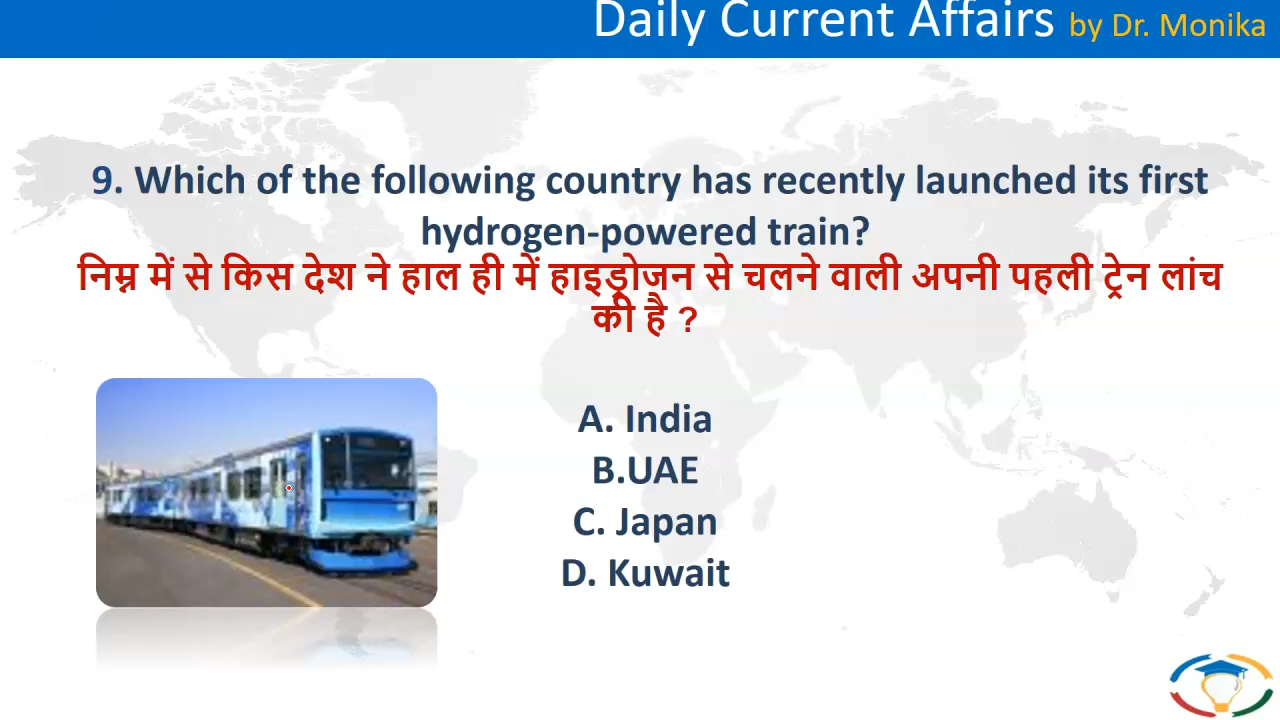 Daily Current Affairs by Dr. Monika
9. Which of the following country has recently launched its first
hydrogen-powered train?
निम्न में से किस देश ने हाल ही में हाइड्रोजन से चलने वाली अपनी पहली ट्रेन लांच
की है ?
A. India
B.UAE
C. Japan
D. Kuwait